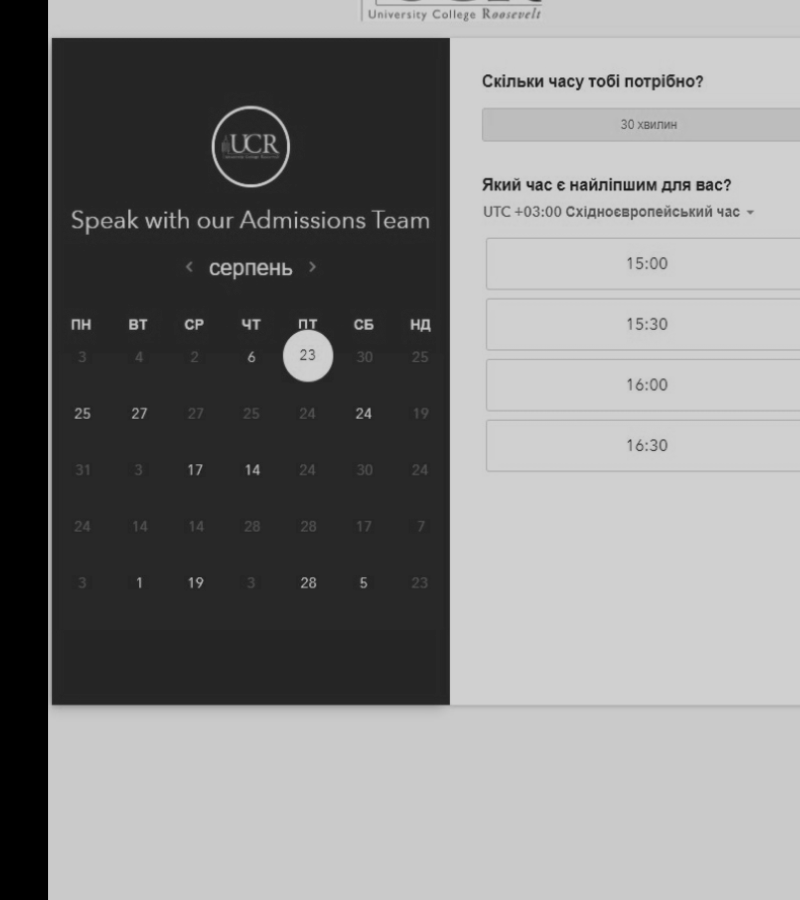 University College Roosevelt
UCR
Speak with our Admissions Team
‹ серпень ›
ПН ВТ СР ЧТ ПТ СБ НД
3 4 2 6 23 30 25
25 27 27 25 24 24 19
31 3 17 14 24 30 24
24 14 14 28 28 17 7
3 1 19 3 28 5 23
Скільки часу тобі потрібно?
30 хвилин
Який час є найліпшим для вас?
UTC +03:00 Східноєвропейський час
15:00
15:30
16:00
16:30